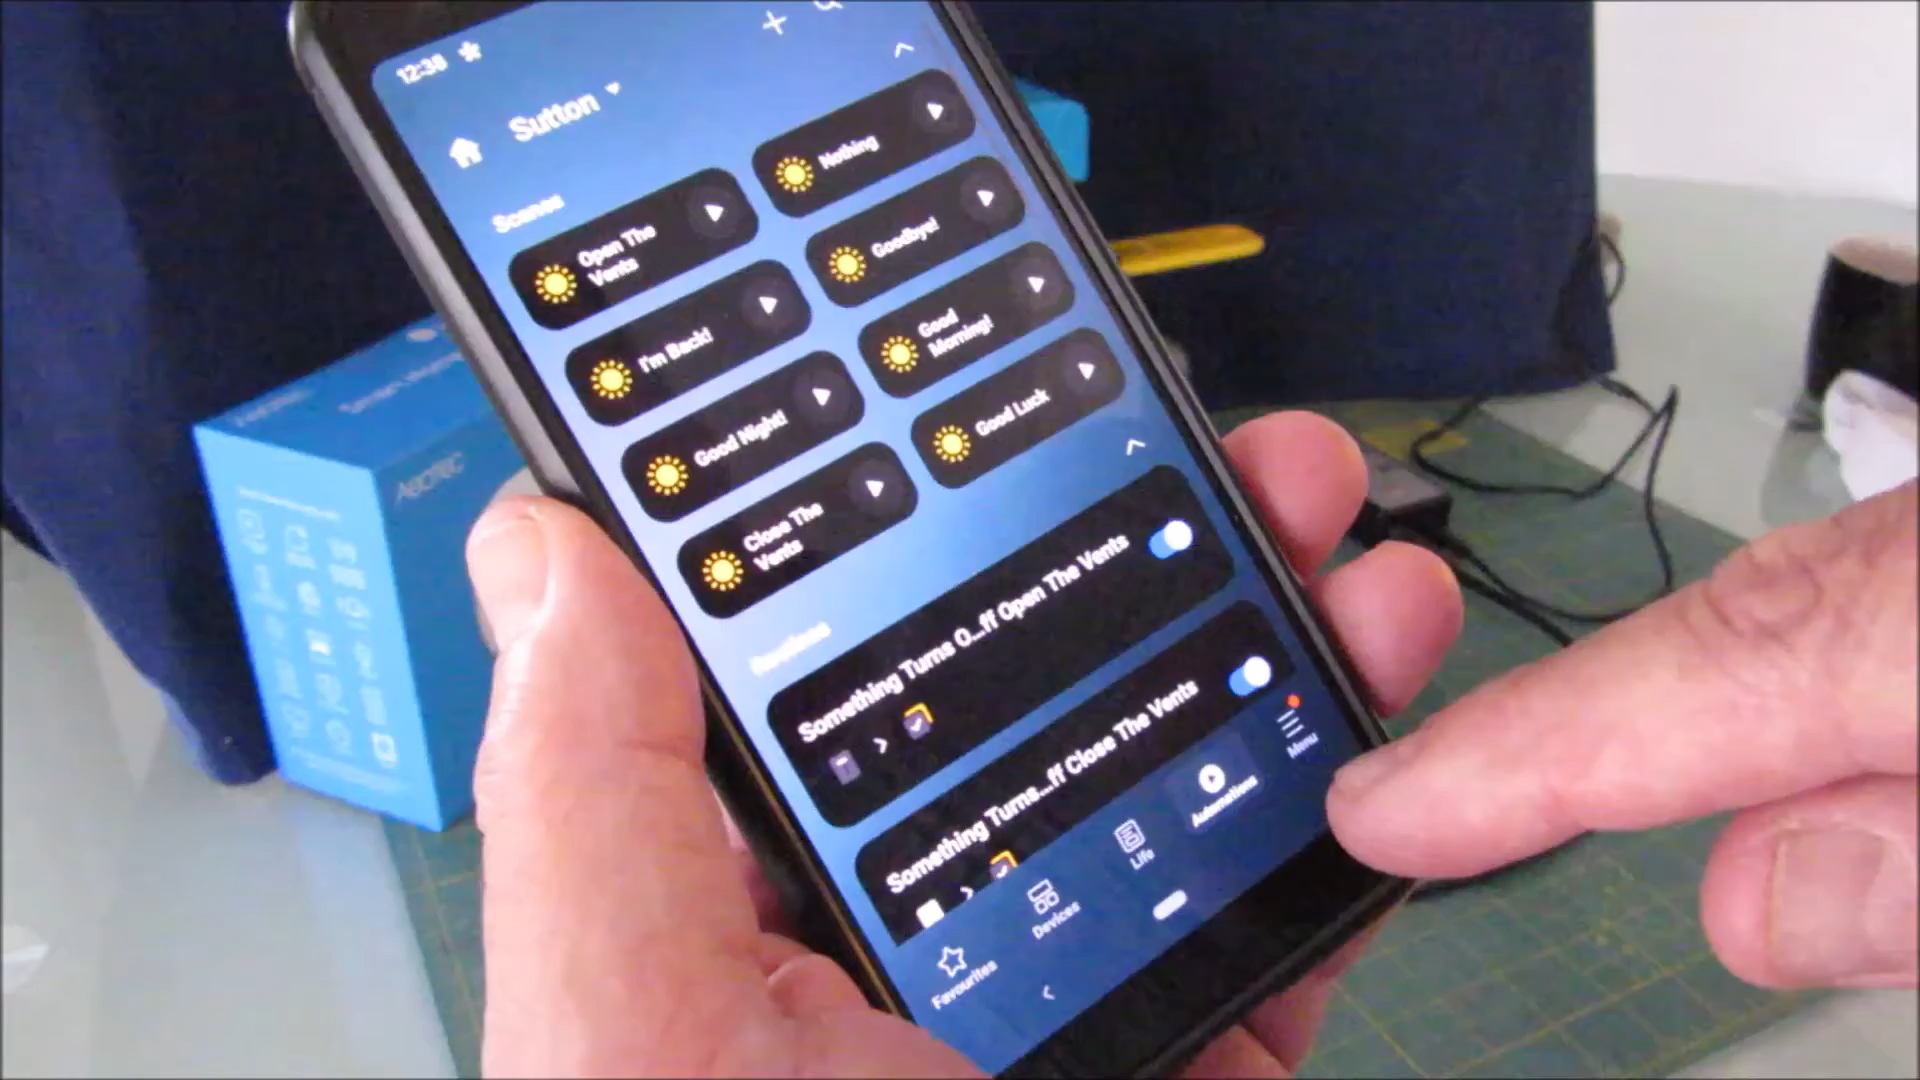 12:38
Sutton
Scenes
Open The
Vents
Nothing
I'm Back!
Goodbye!
Good Night!
Good
Morning!
Close The
Vents
Good Luck
Routines
Something Turns O...ff Open The Vents
Something Turns...ff Close The Vents
Favourites
Devices
Life
Automations
Menu
AEOTEC